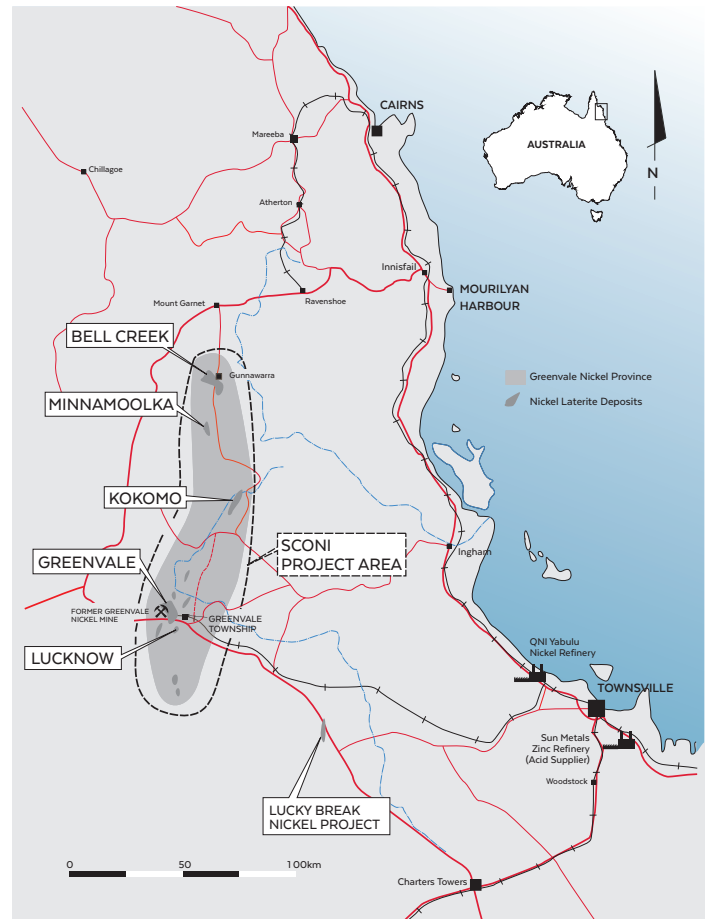 CAIRNS
Mareeba
AUSTRALIA
Chillagoe
N
Atherton
Innisfail
MOURILYAN
HARBOUR
Ravenshoe
Mount Garnet
BELL CREEK
Gunnawarra
Greenvale Nickel Province
MINNAMOOLKA
Nickel Laterite Deposits
KOKOMO
SCONI
PROJECT AREA
Ingham
GREENVALE
FORMER GREENVALE
NICKEL MINE
GREENVALE
TOWNSHIP
LUCKNOW
QNI Yabulu
Nickel Refinery
TOWNSVILLE
Sun Metals
Zinc Refinery
(Acid Supplier)
Woodstock
LUCKY BREAK
NICKEL PROJECT
0 50 100km
Charters Towers